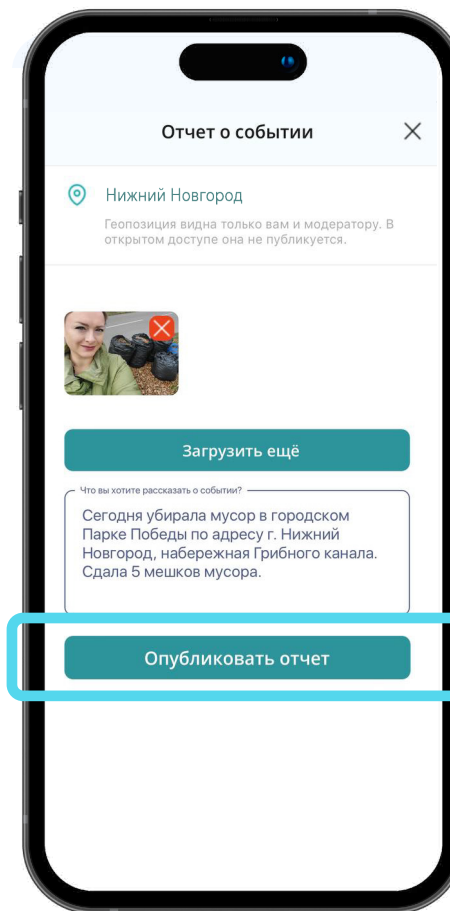 Отчет о событии
Нижний Новгород
Геопозиция видна только вам и модератору. В
открытом доступе она не публикуется.
Загрузить ещё
Что вы хотите рассказать о событии?
Сегодня убирала мусор в городском
Парке Победы по адресу г. Нижний
Новгород, набережная Грибного канала.
Сдала 5 мешков мусора.
Опубликовать отчет